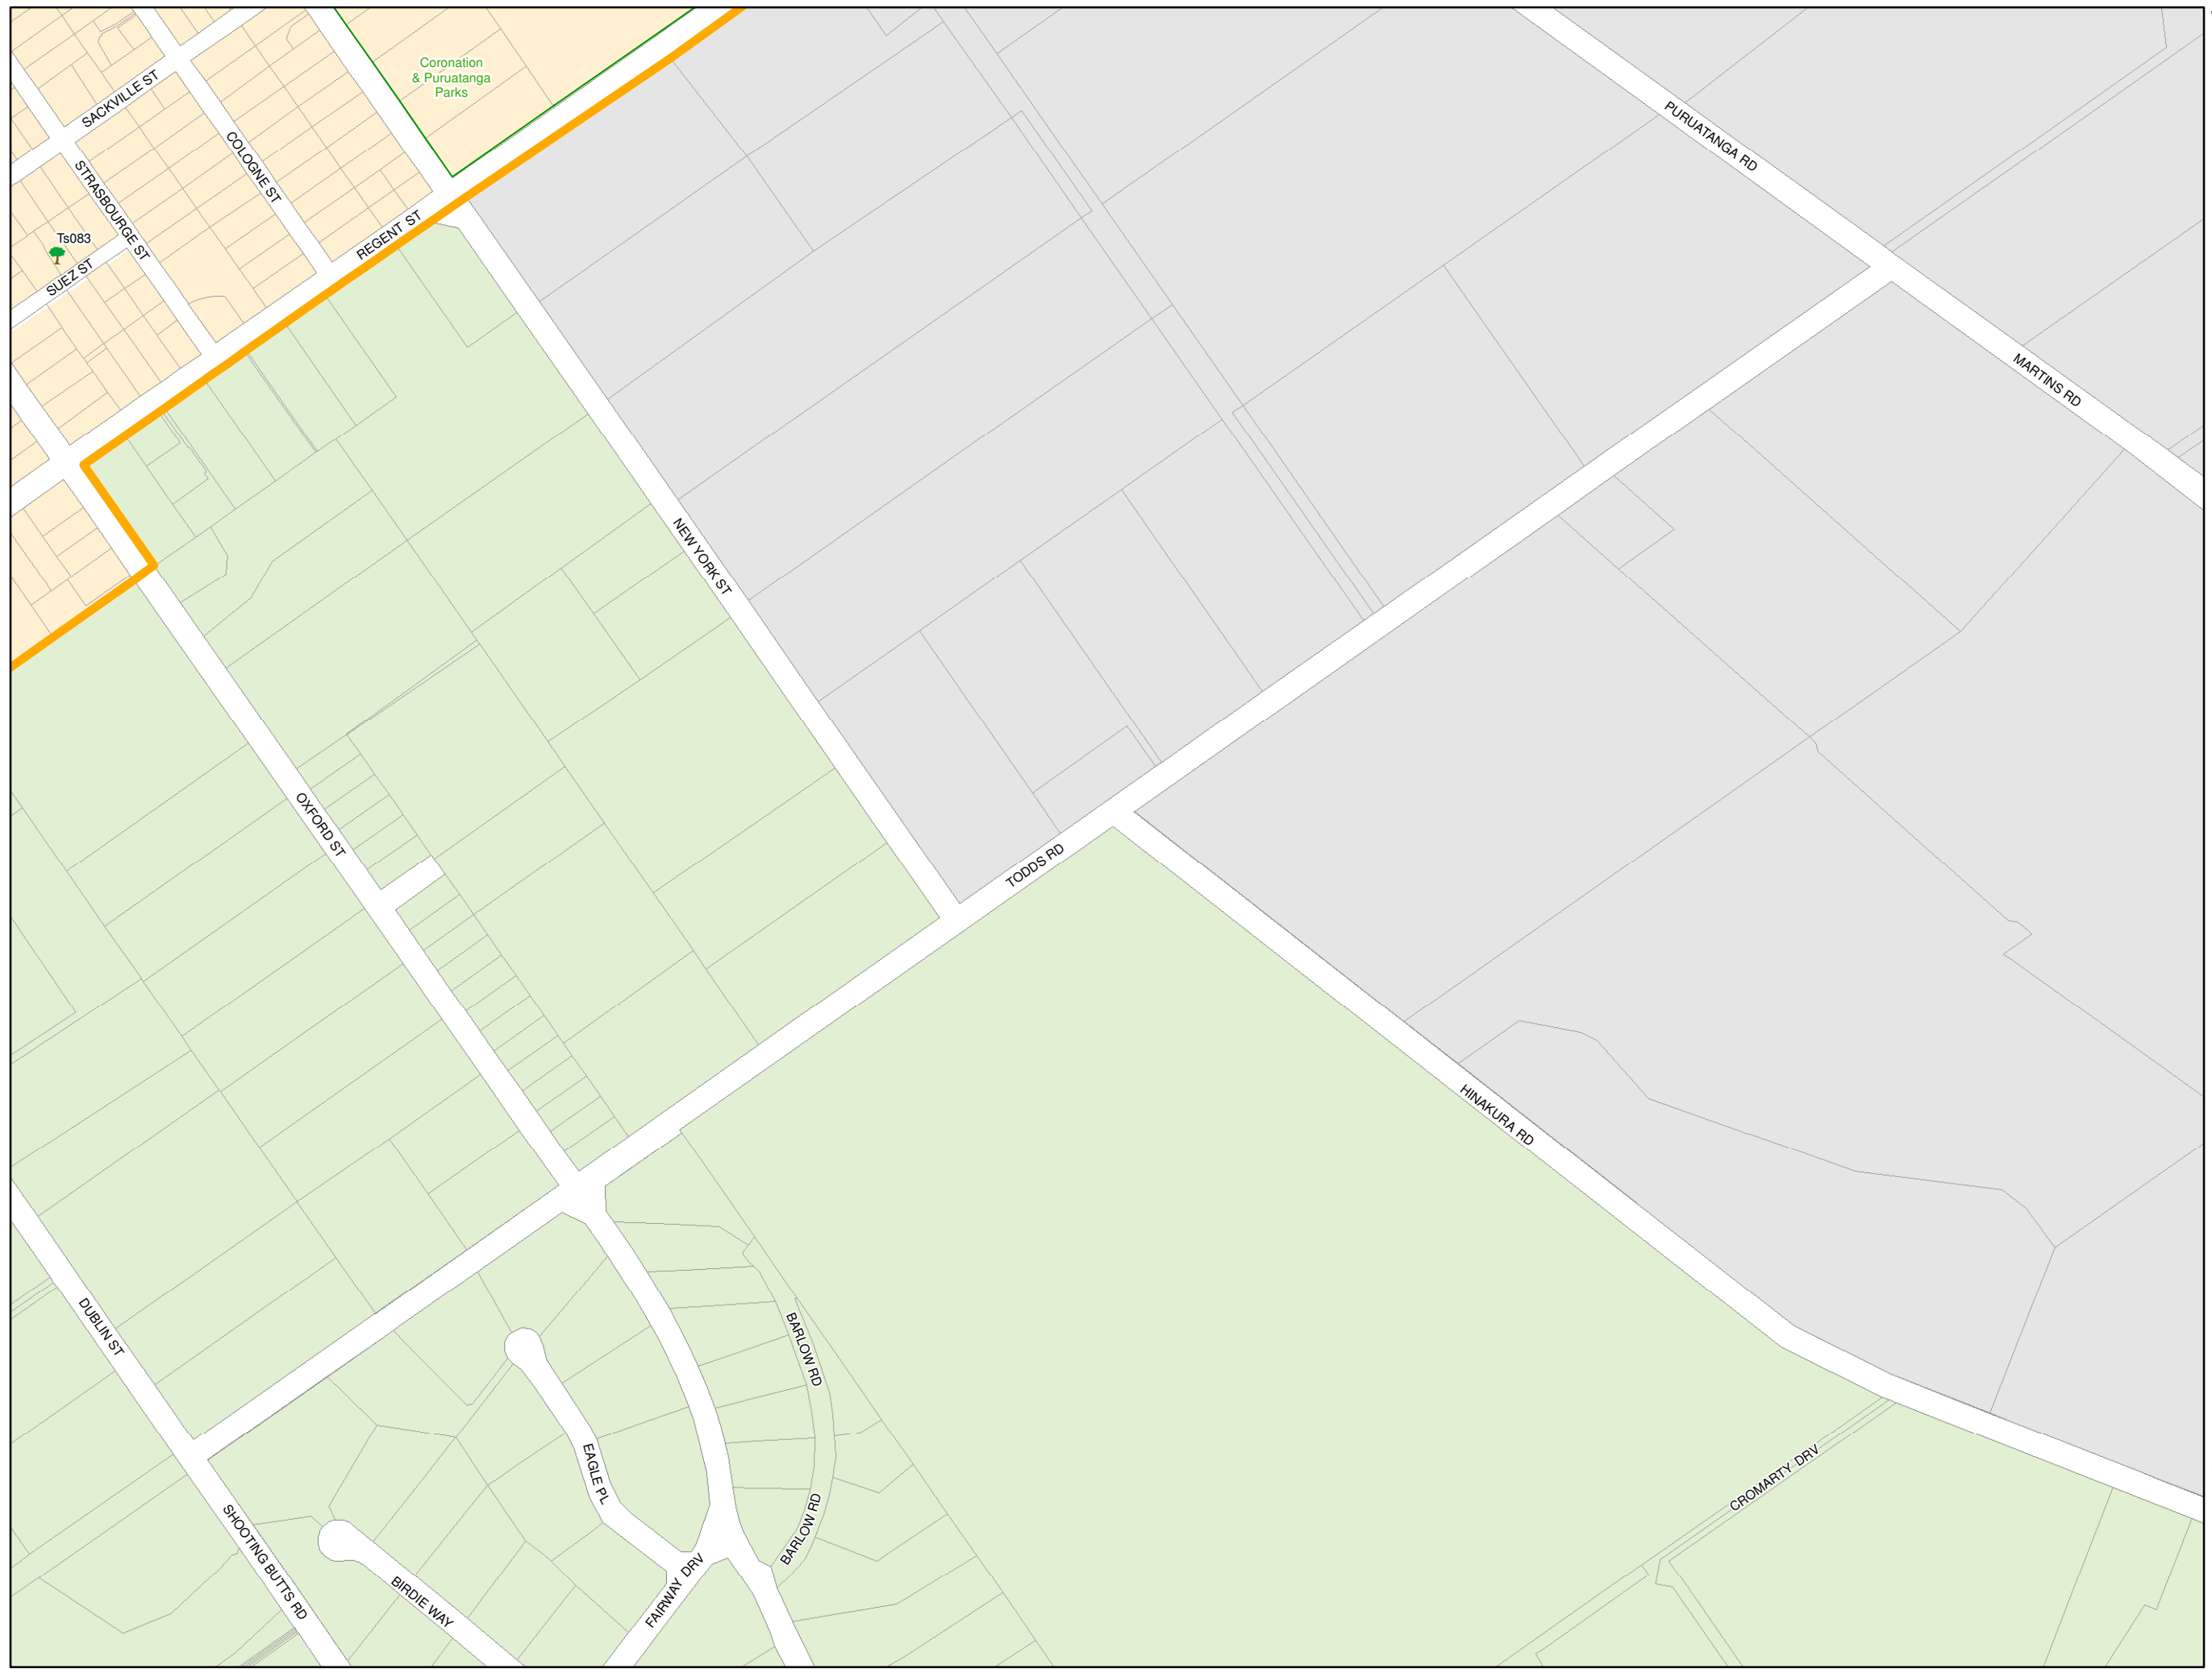 Coronation
& Puruatanga
Parks
SACKVILLE ST
COLOGNE ST
STRASBOURGE ST
PURUATANGA RD
Ts083
SUEZ ST
REGENT ST
MARTINS RD
NEW YORK ST
OXFORD ST
TODDS RD
HINAKURA RD
DUBLIN ST
BARLOW RD
EAGLE PL
CROMARTY DRV
BARLOW RD
SHOOTING BUTTS RD
FAIRWAY DRV
BIRDIE WAY